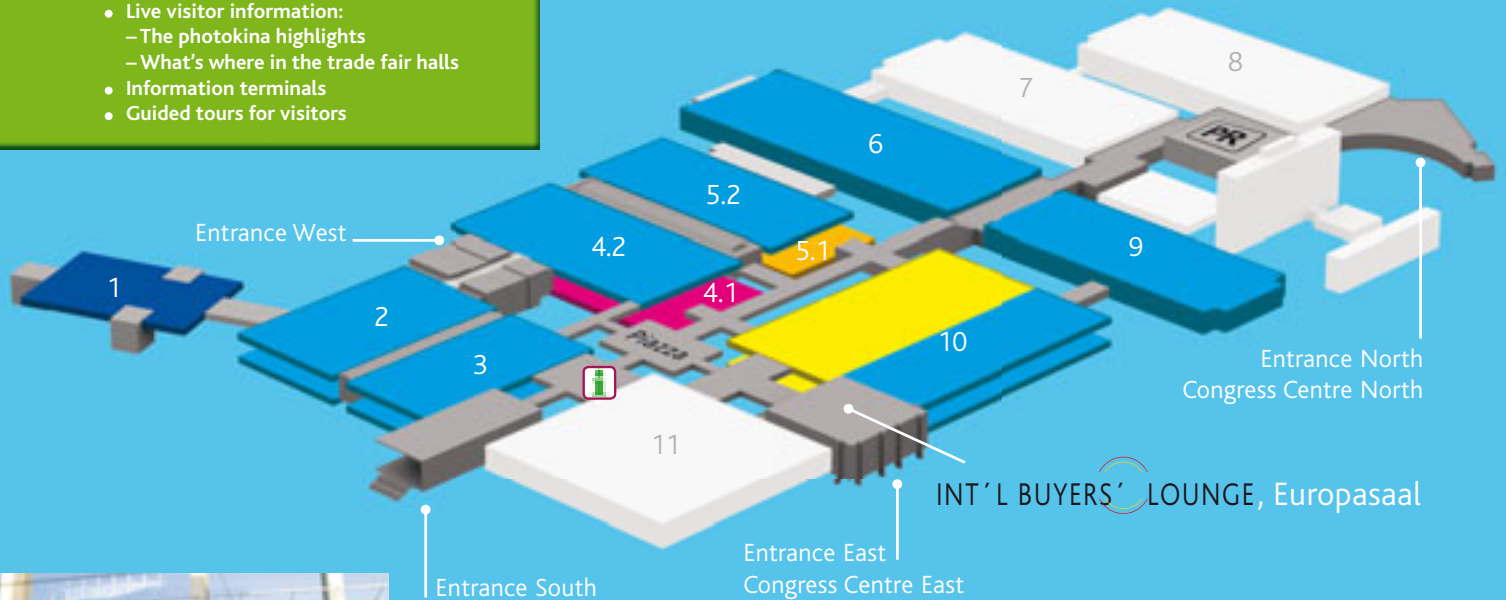 • Live visitor information:
– The photokina highlights
– What's where in the trade fair halls
• Information terminals
• Guided tours for visitors
8
7
PR
6
5.2
Entrance West
4.2
5.1
9
1
4.1
2
Piazza
10
3
i
Entrance North
Congress Centre North
11
INT´L BUYERS´ LOUNGE, Europasaal
Entrance East
Congress Centre East
Entrance South